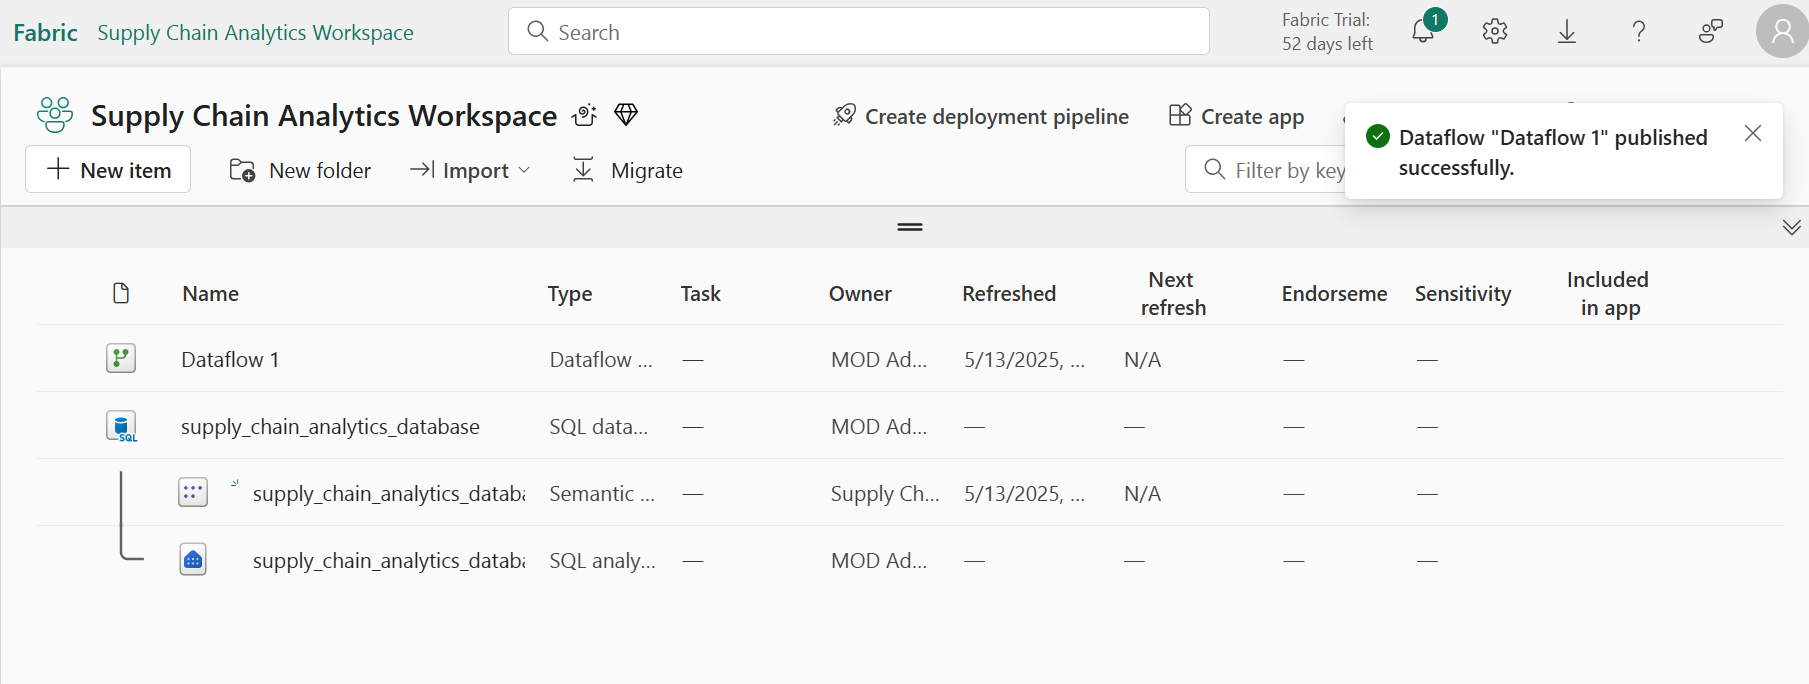 Fabric Supply Chain Analytics Workspace
Search
Fabric Trial:
52 days left
1
Supply Chain Analytics Workspace
Create deployment pipeline
Create app
Dataflow "Dataflow 1" published
successfully.
New item
New folder
Import
Migrate
Filter by key
Name Type Task Owner Refreshed Next refresh Endorseme Sensitivity Included in app
Dataflow 1 Dataflow ... — MOD Ad... 5/13/2025, ... N/A — —
SQL
supply_chain_analytics_database SQL data... — MOD Ad... — — — —
supply_chain_analytics_databa Semantic ... — Supply Ch... 5/13/2025, ... N/A — —
supply_chain_analytics_databa SQL analy... — MOD Ad... — — — —